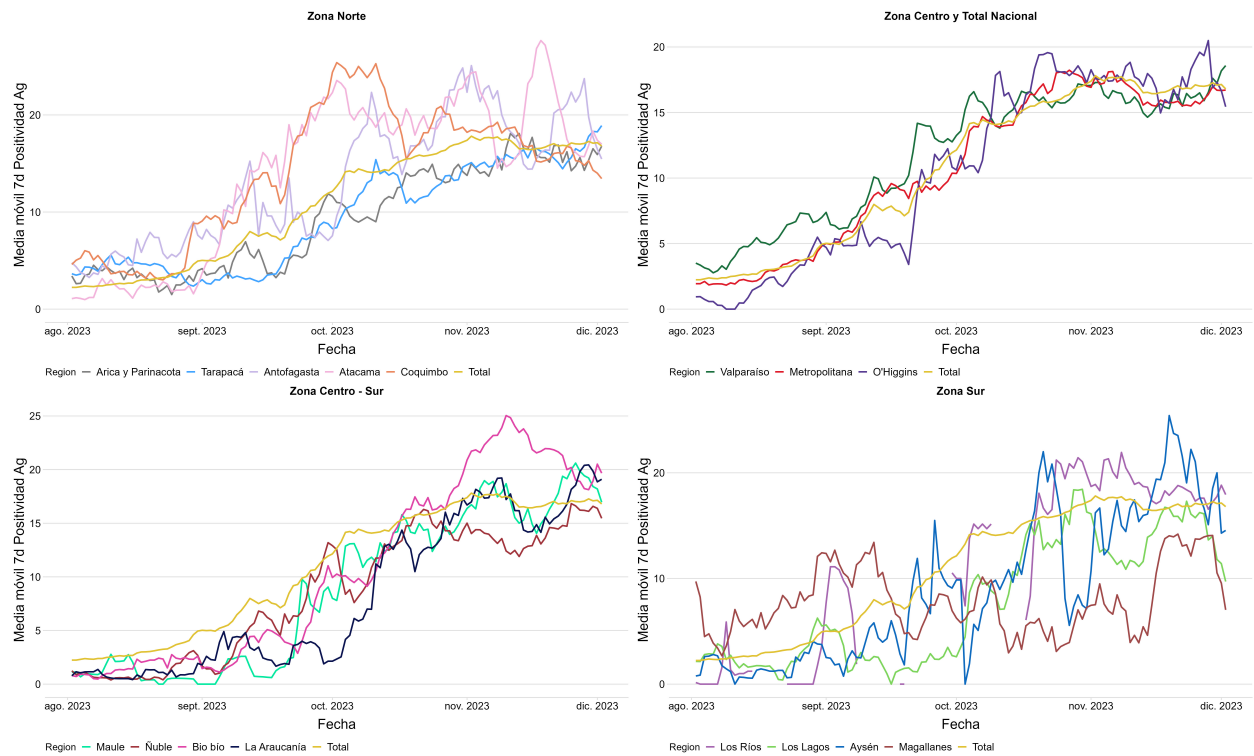 Zona Norte
Media móvil 7d Positividad Ag
20
10
0
ago. 2023 sept. 2023 oct. 2023 nov. 2023 dic. 2023
Fecha
Region Arica y Parinacota Tarapacá Antofagasta Atacama Coquimbo Total
Zona Centro y Total Nacional
Media móvil 7d Positividad Ag
20
15
10
5
0
ago. 2023 sept. 2023 oct. 2023 nov. 2023 dic. 2023
Fecha
Region Valparaíso Metropolitana O'Higgins Total
Zona Centro - Sur
Media móvil 7d Positividad Ag
25
20
15
10
5
0
ago. 2023 sept. 2023 oct. 2023 nov. 2023 dic. 2023
Fecha
Region Maule Ñuble Bio bío La Araucanía Total
Zona Sur
Media móvil 7d Positividad Ag
20
10
0
ago. 2023 sept. 2023 oct. 2023 nov. 2023 dic. 2023
Fecha
Region Los Ríos Los Lagos Aysén Magallanes Total